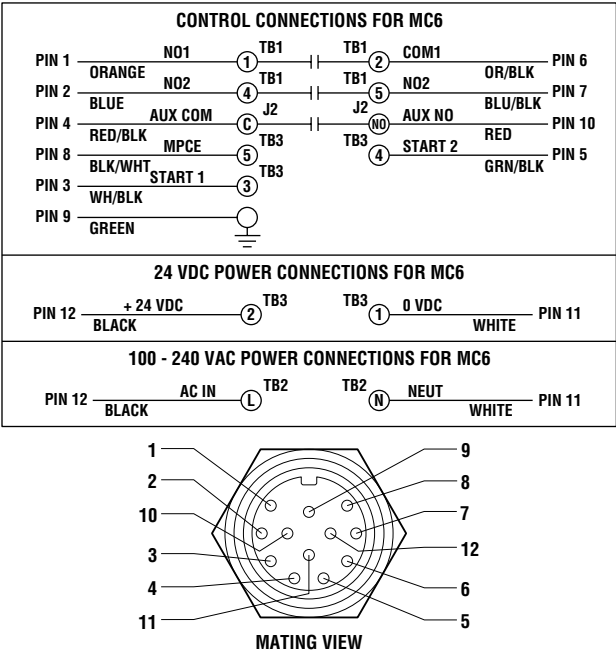 CONTROL CONNECTIONS FOR MC6
PIN 1 NO1 ORANGE 1 TB1 TB1 2 COM1 OR/BLK PIN 6
PIN 2 NO2 BLUE 4 TB1 TB1 5 NO2 BLU/BLK PIN 7
PIN 4 AUX COM RED/BLK C J2 J2 NO AUX NO RED PIN 10
PIN 8 MPCE BLK/WHT 5 TB3 TB3 4 START 2 GRN/BLK PIN 5
PIN 3 START 1 WH/BLK 3 TB3
PIN 9 GREEN
24 VDC POWER CONNECTIONS FOR MC6
PIN 12 + 24 VDC BLACK 2 TB3 TB3 1 0 VDC WHITE PIN 11
100 - 240 VAC POWER CONNECTIONS FOR MC6
PIN 12 AC IN BLACK L TB2 TB2 N NEUT WHITE PIN 11
1 9
2 8
10 7
3 12
4 6
11 5
MATING VIEW